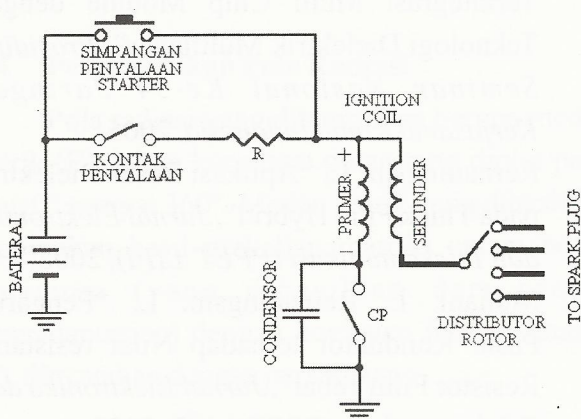 SIMPANGAN
PENYALAAN
STARTER
KONTAK
PENYALAAN
R
IGNITION
COIL
+
PRIMER
–
SEKUNDER
BATERAI
CONDENSOR
CP
DISTRIBUTOR
ROTOR
TO SPARK PLUG